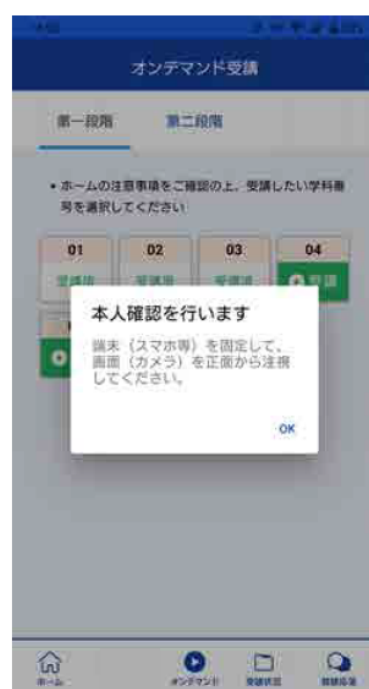 オンデマンド受講
第一段階
第二段階
• ホームの注意事項をご確認の上、受講したい学科番
号を選択してください
01
02
03
04
受講済
受講済
受講済
受講
本人確認を行います
端末（スマホ等）を固定して、
画面（カメラ）を正面から注視
してください。
OK
ホーム
オンデマンド
受講状況
質疑応答